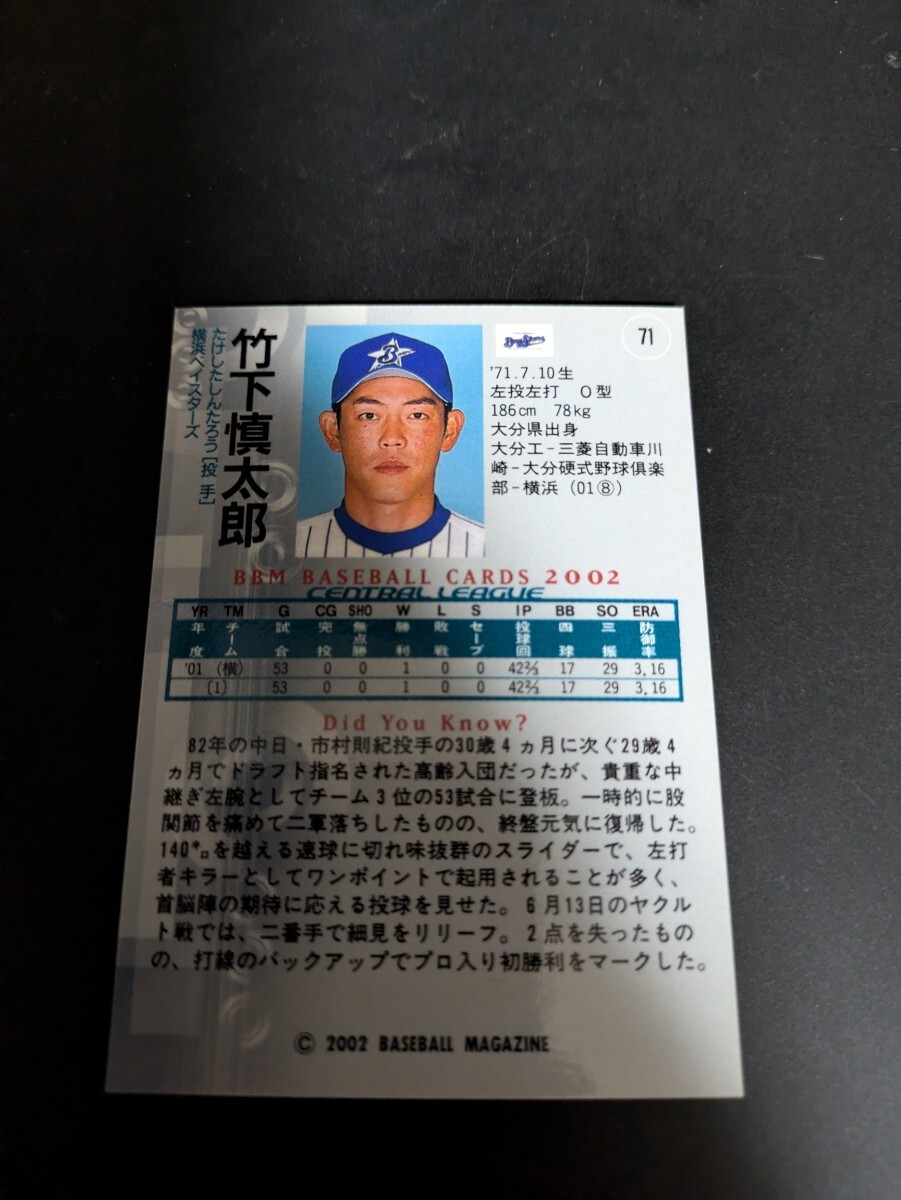 71
竹下慎太郎
たけしたしんたろう［投 手］
横浜ベイスターズ
B
BayStars
'71.7.10生
左投左打 O型
186cm 78kg
大分県出身
大分工−三菱自動車川
崎−大分硬式野球倶楽
部−横浜（01⑧）
BBM BASEBALL CARDS 2002
CENTRAL LEAGUE
YR TM G CG SHO W L S IP BB SO ERA
年度 チーム 試合 完投 無点勝 勝利 敗戦 セーブ 投球回 四球 三振 防御率
'01 （横） 53 0 0 1 0 0 42⅔ 17 29 3.16
〔1〕 53 0 0 1 0 0 42⅔ 17 29 3.16
Did You Know?
82年の中日・市村則紀投手の30歳4ヵ月に次ぐ29歳4
ヵ月でドラフト指名された高齢入団だったが、貴重な中
継ぎ左腕としてチーム3位の53試合に登板。一時的に股
関節を痛めて二軍落ちしたものの、終盤元気に復帰した。
140㌔を越える速球に切れ味抜群のスライダーで、左打
者キラーとしてワンポイントで起用されることが多く、
首脳陣の期待に応える投球を見せた。6月13日のヤクル
ト戦では、二番手で細見をリリーフ。2点を失ったもの
の、打線のバックアップでプロ入り初勝利をマークした。
© 2002 BASEBALL MAGAZINE